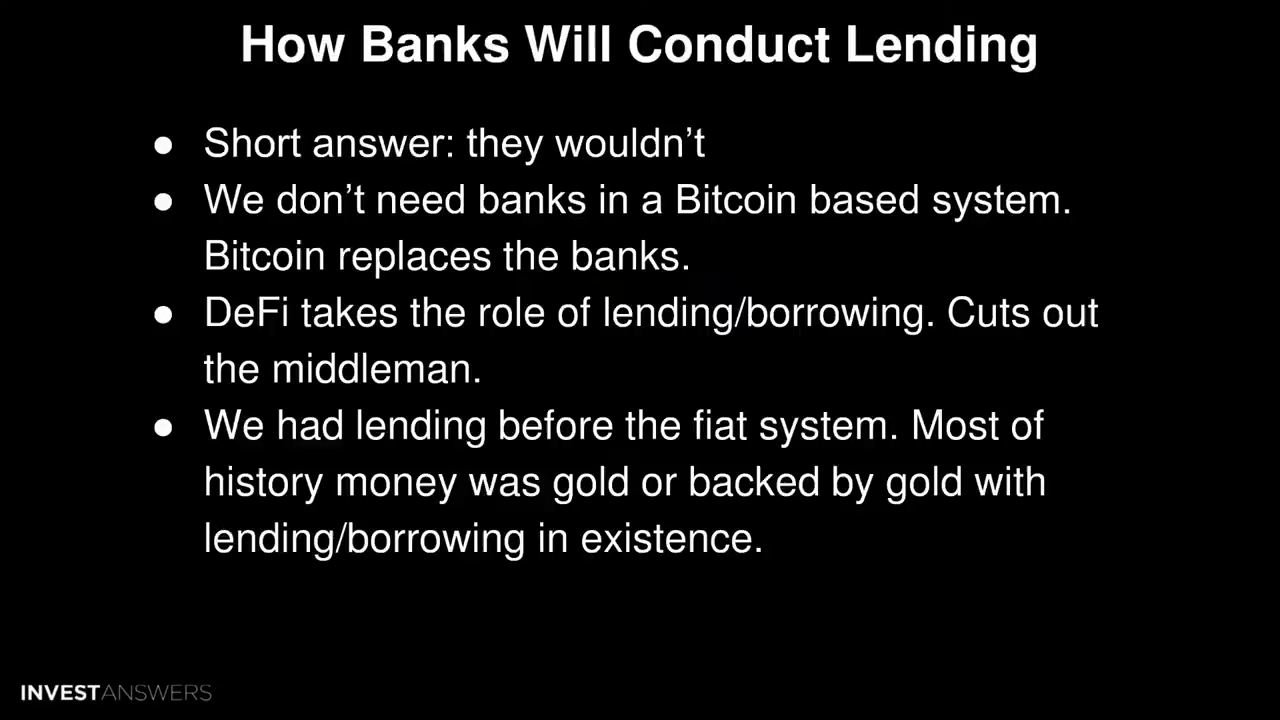 How Banks Will Conduct Lending
● Short answer: they wouldn’t
● We don’t need banks in a Bitcoin based system.
Bitcoin replaces the banks.
● DeFi takes the role of lending/borrowing. Cuts out
the middleman.
● We had lending before the fiat system. Most of
history money was gold or backed by gold with
lending/borrowing in existence.
INVESTANSWERS